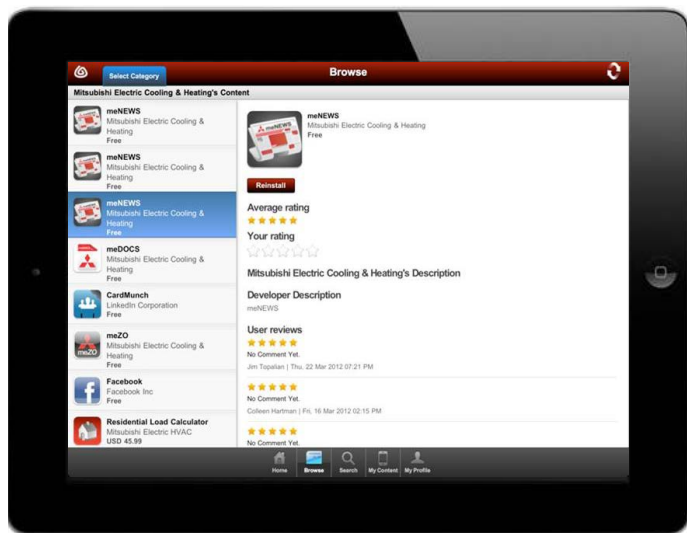 Select Category
Browse
Mitsubishi Electric Cooling & Heating's Content
meNEWS
Mitsubishi Electric Cooling &
Heating
Free
meNEWS
Mitsubishi Electric Cooling &
Heating
Free
meNEWS
Mitsubishi Electric Cooling &
Heating
Free
meDOCS
Mitsubishi Electric Cooling &
Heating
Free
CardMunch
LinkedIn Corporation
Free
meZO
meZO
Mitsubishi Electric Cooling &
Heating
Free
Facebook
Facebook Inc
Free
Residential Load Calculator
Mitsubishi Electric HVAC
USD 45.99
meNEWS
meNEWS
Mitsubishi Electric Cooling & Heating
Free
Reinstall
Average rating
Your rating
Mitsubishi Electric Cooling & Heating's Description
Developer Description
meNEWS
User reviews
No Comment Yet.
Jim Topalian | Thu, 22 Mar 2012 07:21 PM
No Comment Yet.
Colleen Hartman | Fri, 16 Mar 2012 02:15 PM
No Comment Yet.
Home
Browse
Search
My Content
My Profile